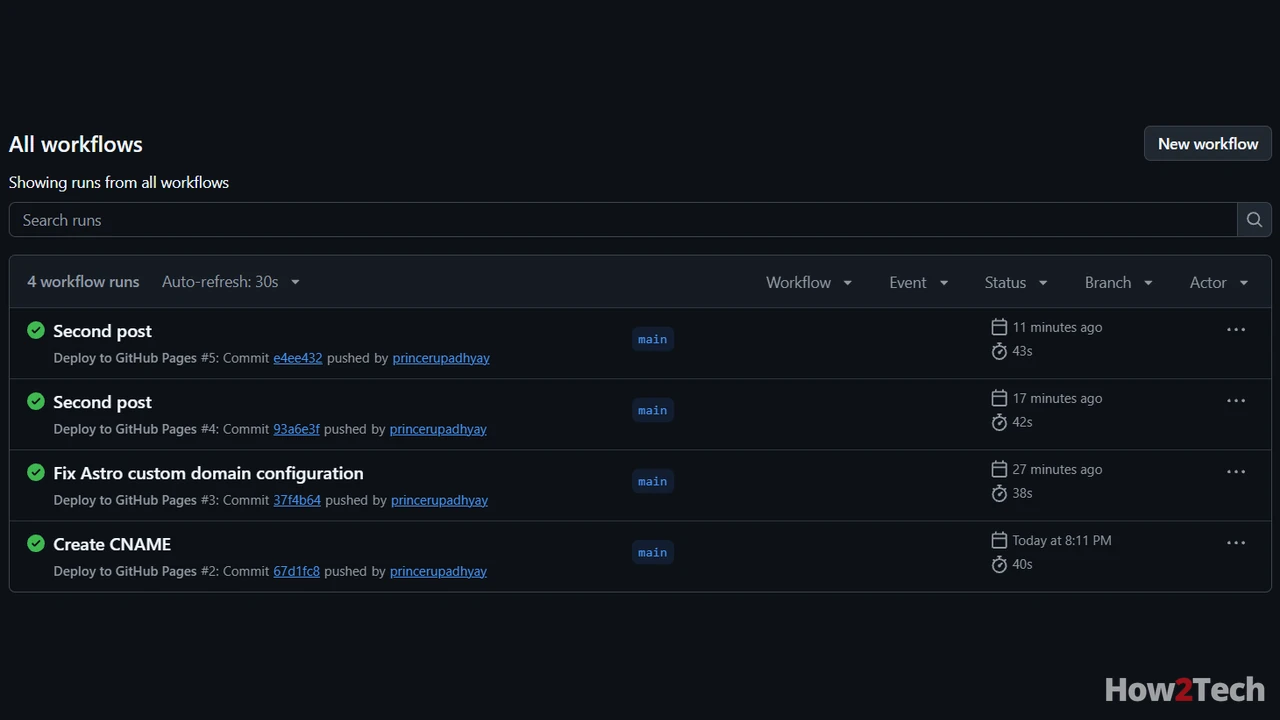 All workflows
New workflow
Showing runs from all workflows
Search runs
4 workflow runs Auto-refresh: 30s Workflow Event Status Branch Actor
Second post
main
11 minutes ago
Deploy to GitHub Pages #5: Commit e4ee432 pushed by princerupadhyay
43s
Second post
main
17 minutes ago
Deploy to GitHub Pages #4: Commit 93a6e3f pushed by princerupadhyay
42s
Fix Astro custom domain configuration
main
27 minutes ago
Deploy to GitHub Pages #3: Commit 37f4b64 pushed by princerupadhyay
38s
Create CNAME
main
Today at 8:11 PM
Deploy to GitHub Pages #2: Commit 67d1fc8 pushed by princerupadhyay
40s
How2Tech